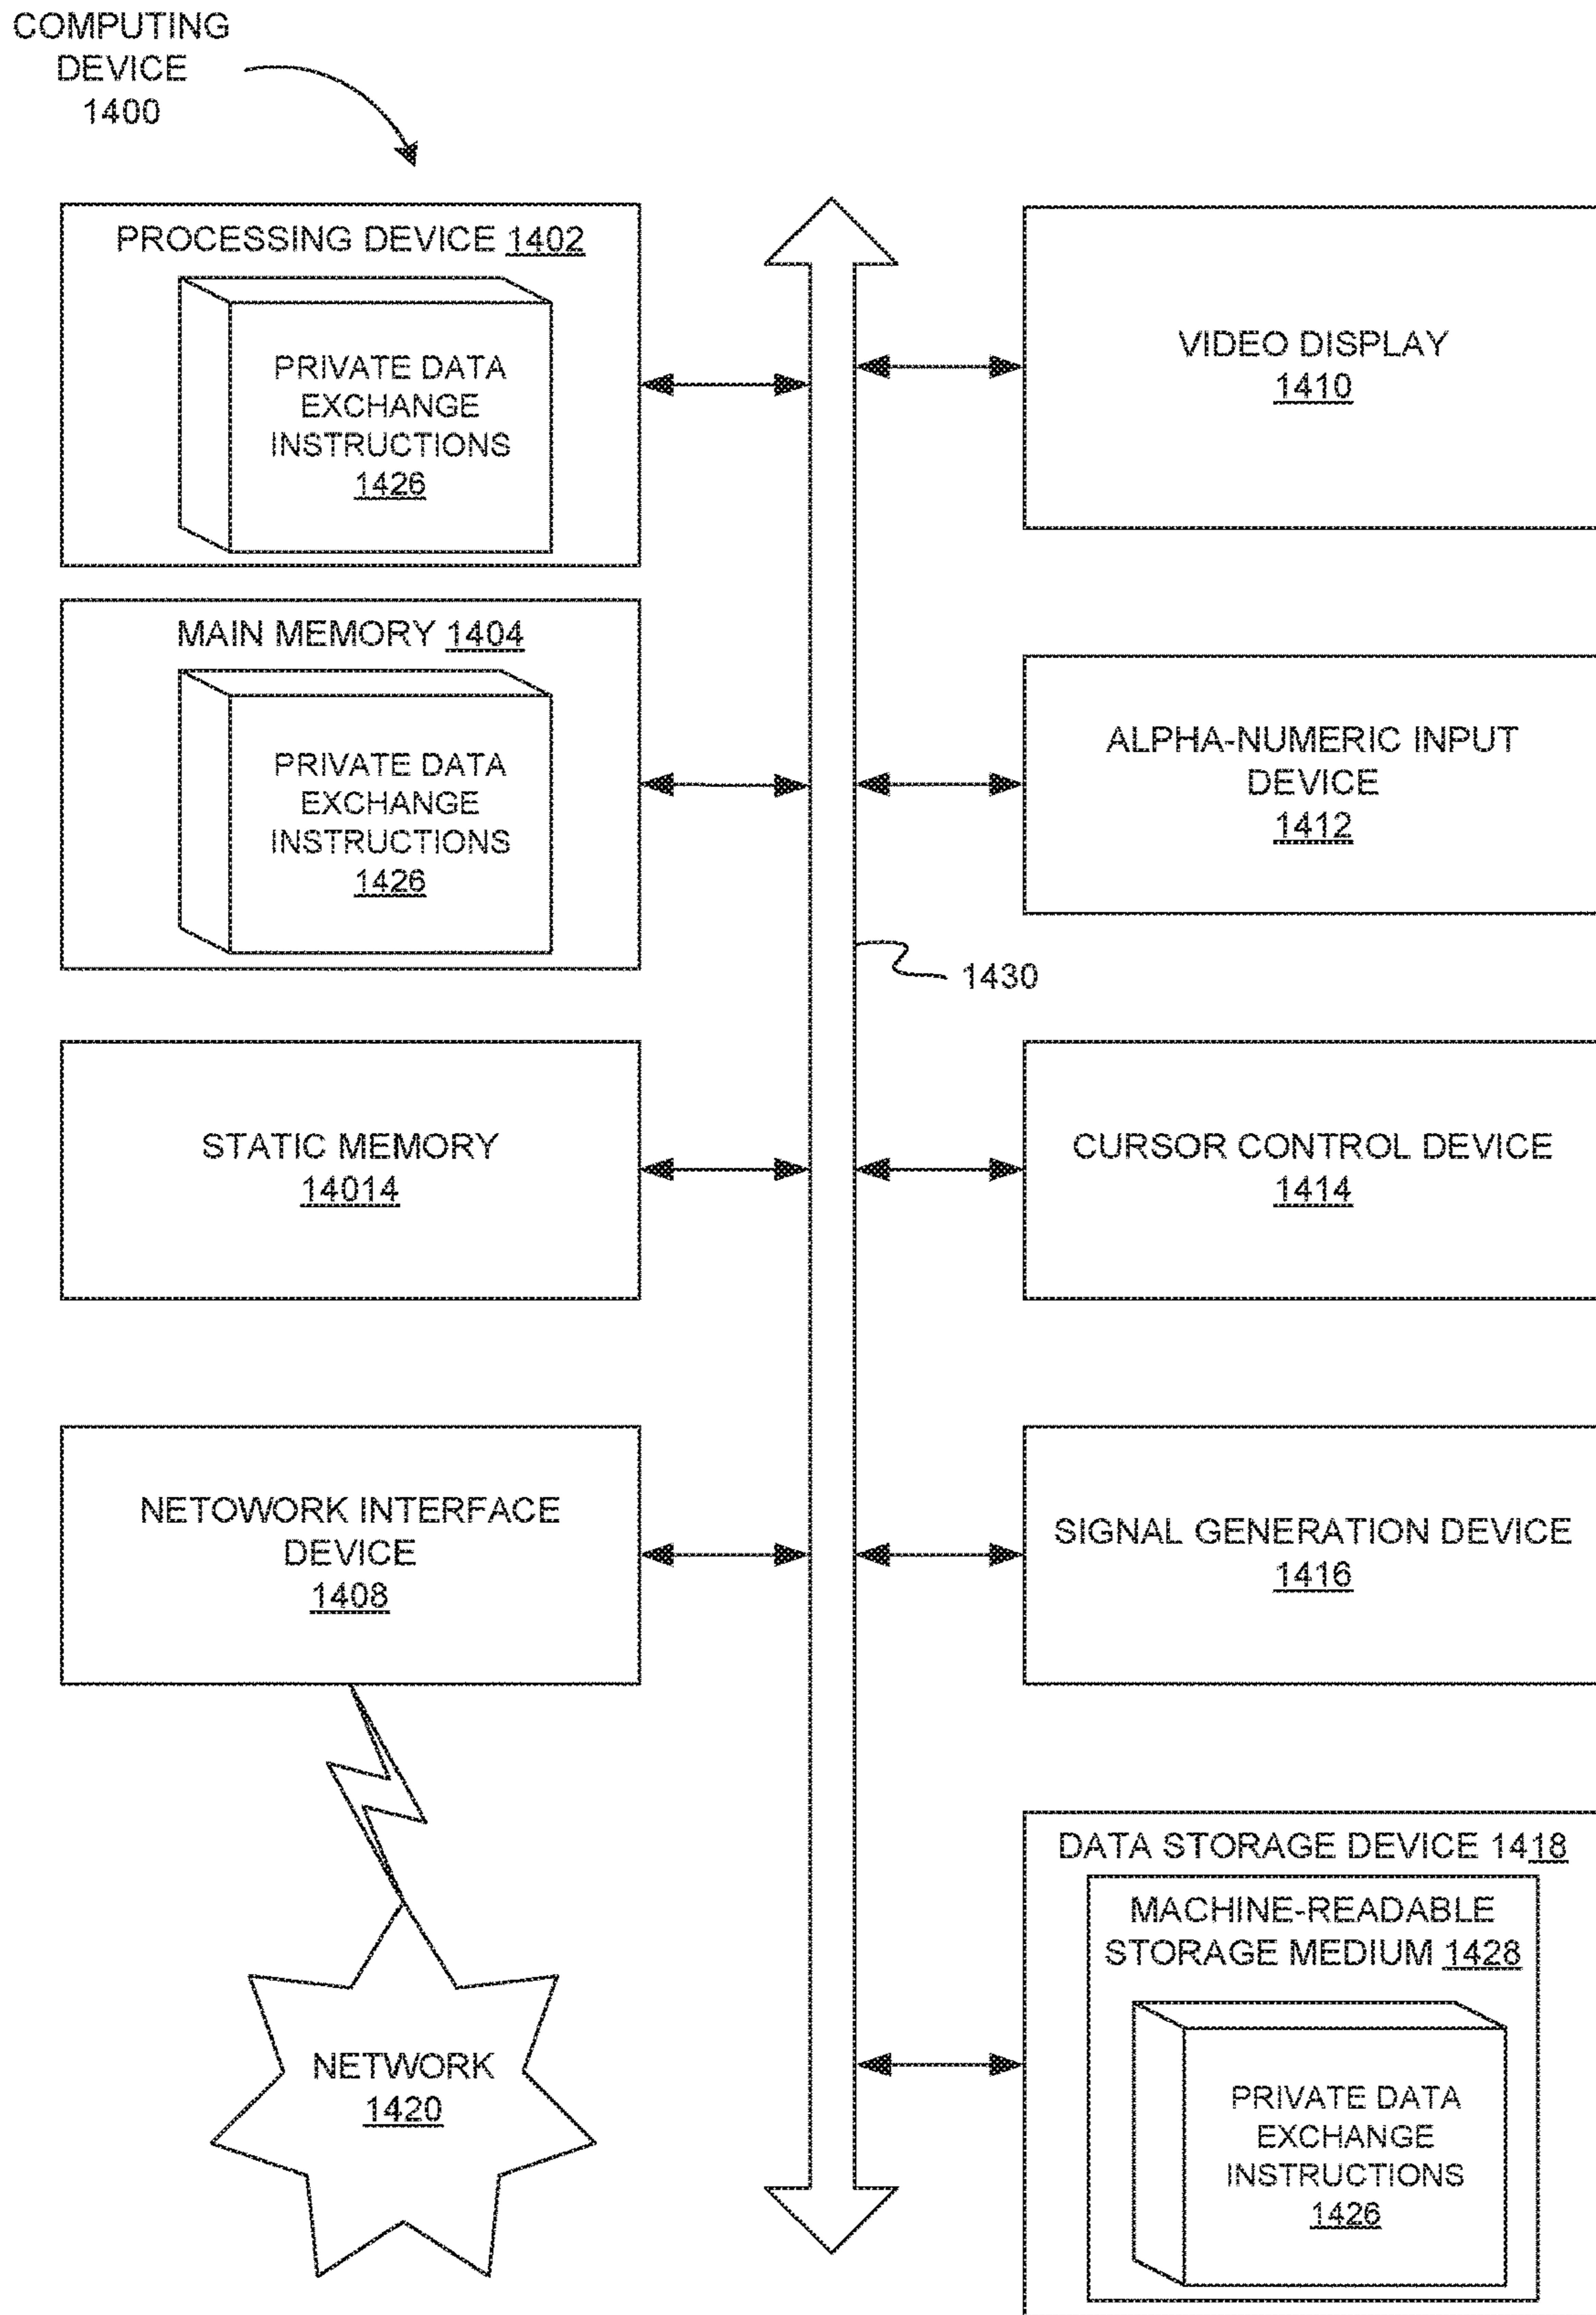 COMPUTING
DEVICE
1400
PROCESSING DEVICE 1402
PRIVATE DATA
EXCHANGE
INSTRUCTIONS
1426
VIDEO DISPLAY
1410
MAIN MEMORY 1404
PRIVATE DATA
EXCHANGE
INSTRUCTIONS
1426
ALPHA-NUMERIC INPUT
DEVICE
1412
1430
STATIC MEMORY
14014
CURSOR CONTROL DEVICE
1414
NETOWORK INTERFACE
DEVICE
1408
SIGNAL GENERATION DEVICE
1416
NETWORK
1420
DATA STORAGE DEVICE 1418
MACHINE-READABLE
STORAGE MEDIUM 1428
PRIVATE DATA
EXCHANGE
INSTRUCTIONS
1426